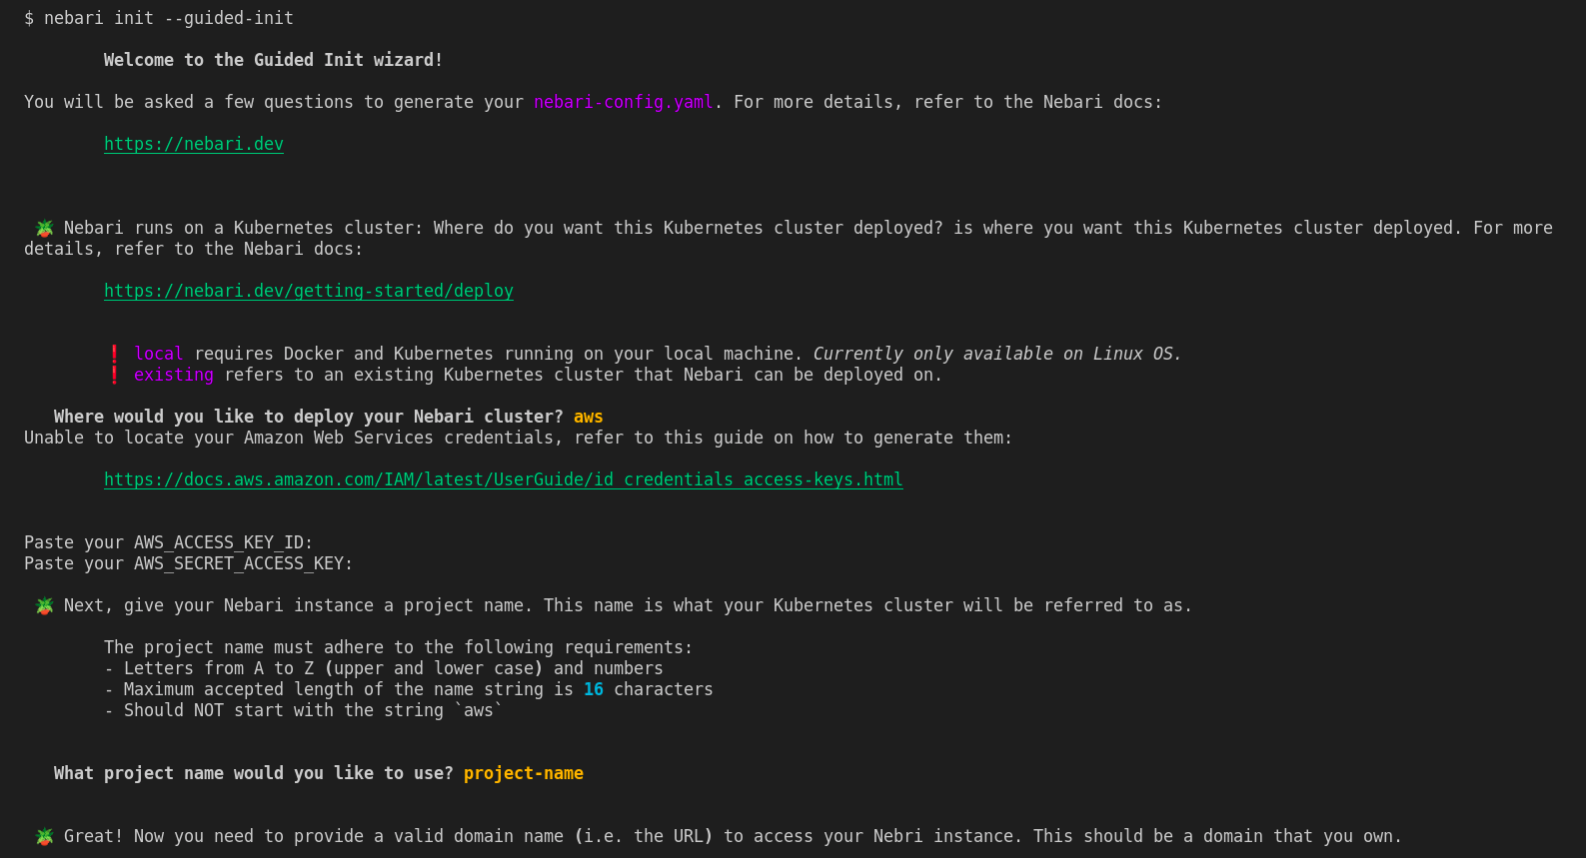 $ nebari init --guided-init
Welcome to the Guided Init wizard!
You will be asked a few questions to generate your nebari-config.yaml. For more details, refer to the Nebari docs:
https://nebari.dev
🪴 Nebari runs on a Kubernetes cluster: Where do you want this Kubernetes cluster deployed? is where you want this Kubernetes cluster deployed. For more
details, refer to the Nebari docs:
https://nebari.dev/getting-started/deploy
❗ local requires Docker and Kubernetes running on your local machine. Currently only available on Linux OS.
❗ existing refers to an existing Kubernetes cluster that Nebari can be deployed on.
Where would you like to deploy your Nebari cluster? aws
Unable to locate your Amazon Web Services credentials, refer to this guide on how to generate them:
https://docs.aws.amazon.com/IAM/latest/UserGuide/id_credentials_access-keys.html
Paste your AWS_ACCESS_KEY_ID:
Paste your AWS_SECRET_ACCESS_KEY:
🪴 Next, give your Nebari instance a project name. This name is what your Kubernetes cluster will be referred to as.
The project name must adhere to the following requirements:
- Letters from A to Z (upper and lower case) and numbers
- Maximum accepted length of the name string is 16 characters
- Should NOT start with the string `aws`
What project name would you like to use? project-name
🪴 Great! Now you need to provide a valid domain name (i.e. the URL) to access your Nebri instance. This should be a domain that you own.